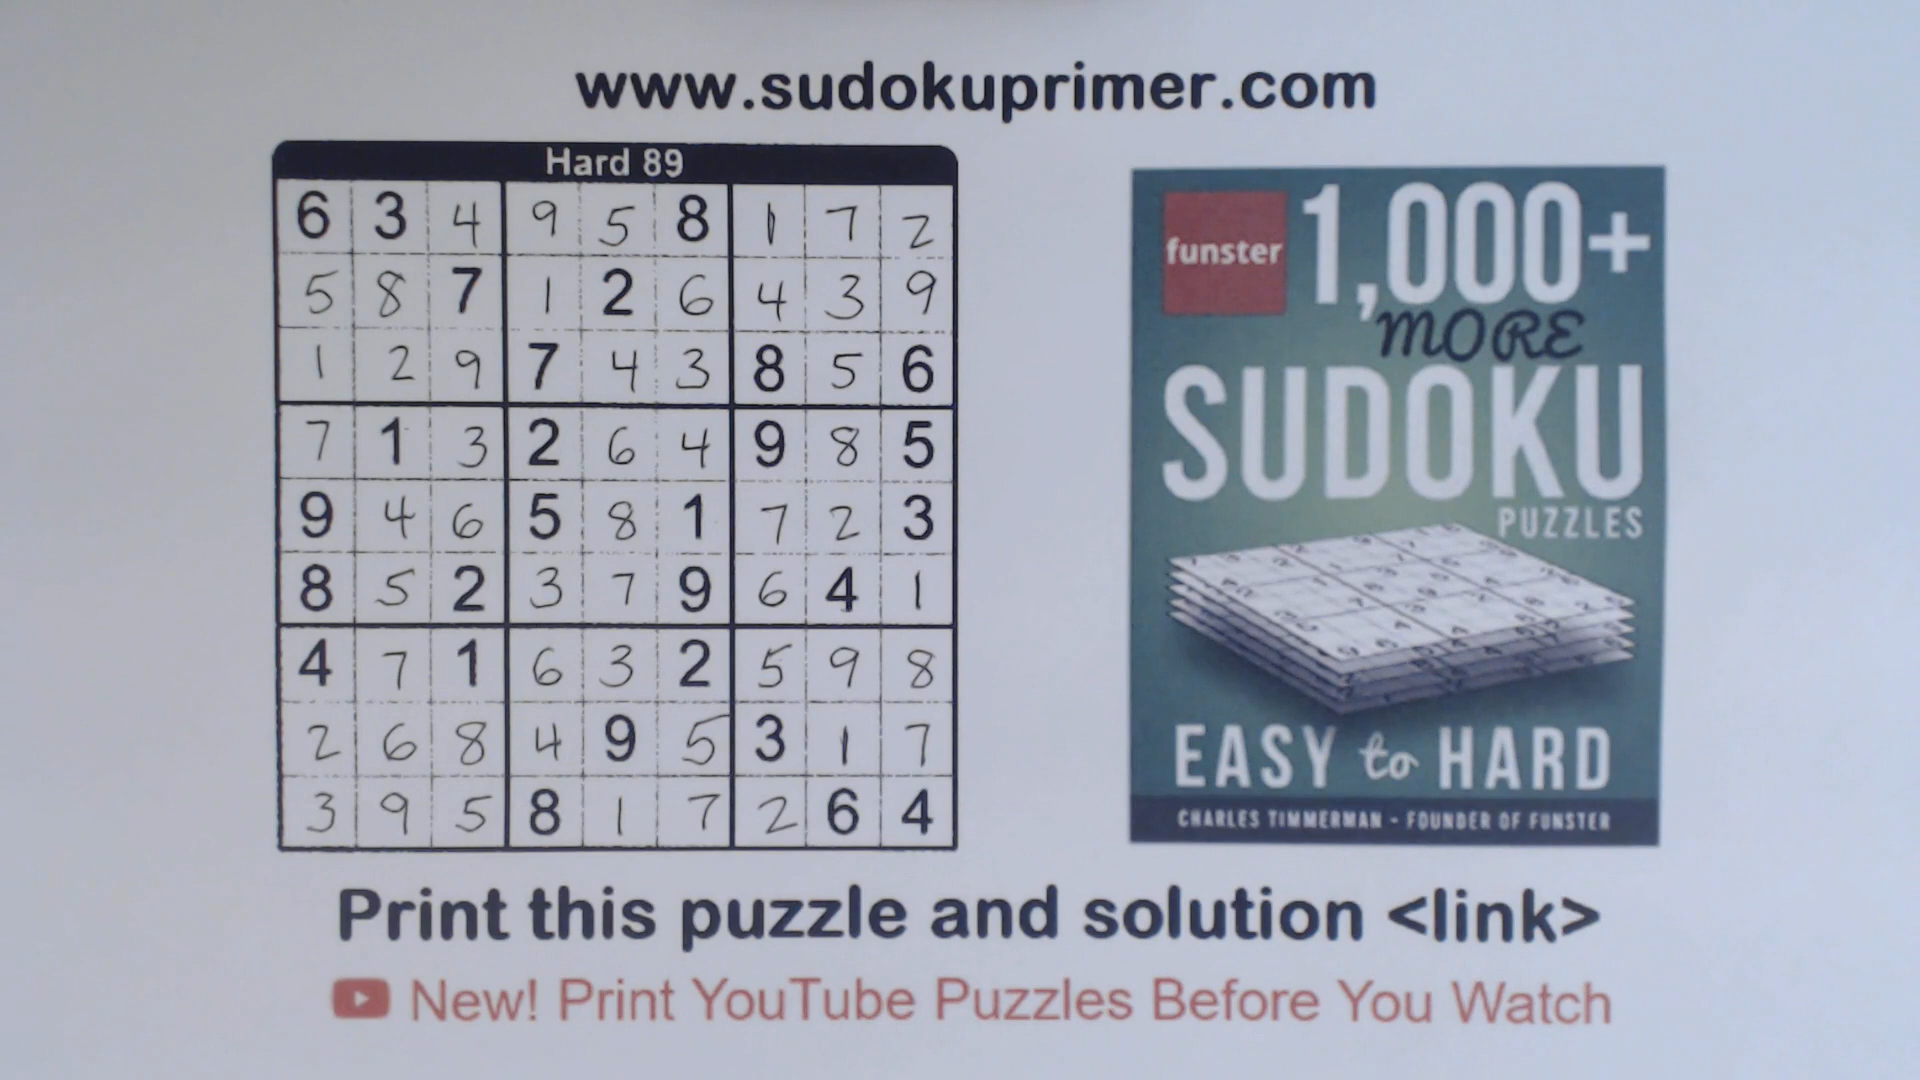 www.sudokuprimer.com
Hard 89
6 3 4 9 5 8 1 7 2
5 8 7 1 2 6 4 3 9
1 2 9 7 4 3 8 5 6
7 1 3 2 6 4 9 8 5
9 4 6 5 8 1 7 2 3
8 5 2 3 7 9 6 4 1
4 7 1 6 3 2 5 9 8
2 6 8 4 9 5 3 1 7
3 9 5 8 1 7 2 6 4
funster
1,000+
MORE
SUDOKU
PUZZLES
EASY to HARD
CHARLES TIMMERMAN - FOUNDER OF FUNSTER
Print this puzzle and solution <link>
New! Print YouTube Puzzles Before You Watch